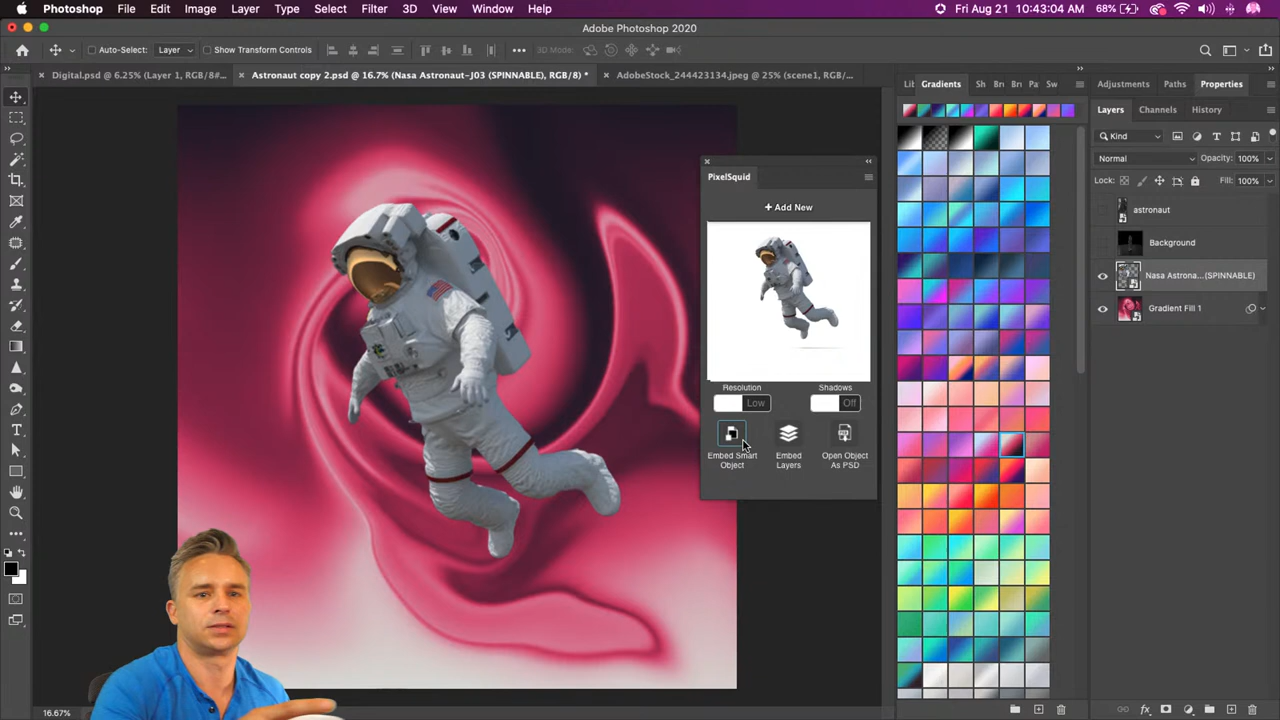 Photoshop File Edit Image Layer Type Select Filter 3D View Window Help
Fri Aug 21 10:43:04 AM 68%
Adobe Photoshop 2020
Auto-Select: Layer Show Transform Controls 3D Mode:
Digital.psd @ 6.25% (Layer 1, RGB/8#...
Astronaut copy 2.psd @ 16.7% (Nasa Astronaut-J03 (SPINNABLE), RGB/8) *
AdobeStock_244423134.jpeg @ 25% (scene1, RGB/...
Gradients Sh Pa Sw
Adjustments Paths Properties
Layers Channels History
Kind
Normal Opacity: 100%
Lock: Fill: 100%
astronaut
Background
Nasa Astrona...(SPINNABLE)
Gradient Fill 1
PixelSquid
+ Add New
Resolution Shadows
Low Off
Embed Smart Object
Embed Layers
Open Object As PSD
16.67%